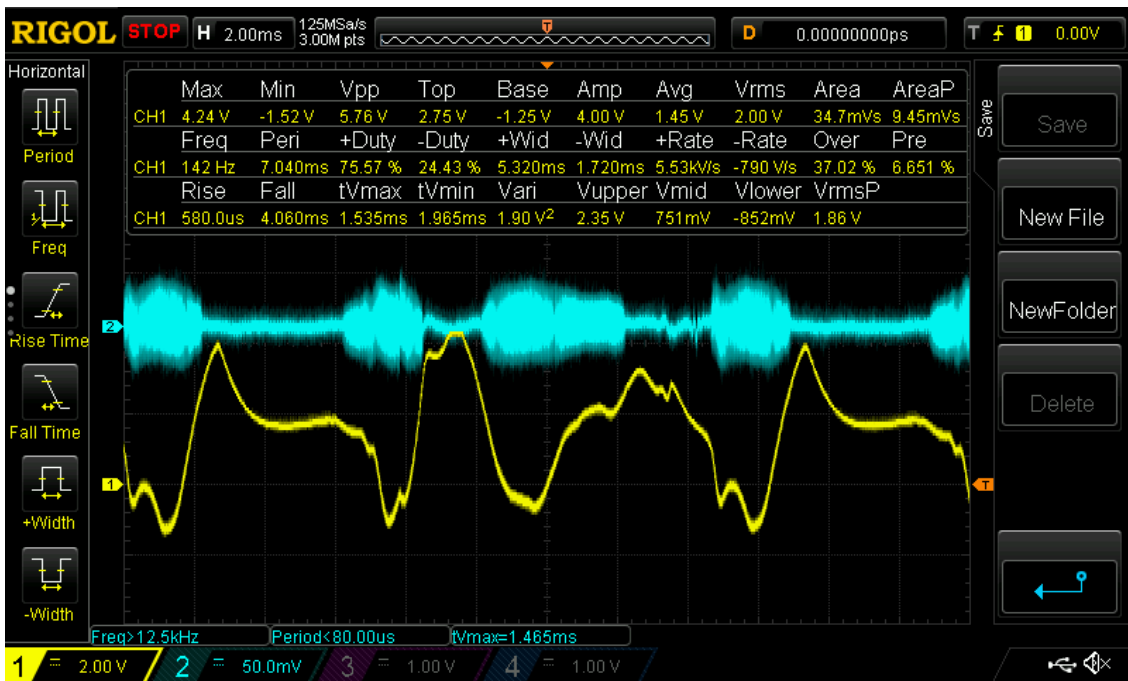 RIGOL STOP H 2.00ms 125MSa/s 3.00M pts T D 0.00000000ps T 1 0.00V
Horizontal
Period
Freq
Rise Time
Fall Time
+Width
-Width
Max Min Vpp Top Base Amp Avg Vrms Area AreaP
CH1 4.24 V -1.52 V 5.76 V 2.75 V -1.25 V 4.00 V 1.45 V 2.00 V 34.7mVs 9.45mVs
Freq Peri +Duty -Duty +Wid -Wid +Rate -Rate Over Pre
CH1 142 Hz 7.040ms 75.57 % 24.43 % 5.320ms 1.720ms 5.53kV/s -790 V/s 37.02 % 6.651 %
Rise Fall tVmax tVmin Vari Vupper Vmid Vlower VrmsP
CH1 580.0us 4.060ms 1.535ms 1.965ms 1.90 V² 2.35 V 751mV -852mV 1.86 V
2
1
T
Save
Save
New File
NewFolder
Delete
Freq>12.5kHz Period<80.00us tVmax=1.465ms
1 2.00 V 2 50.0mV 3 1.00 V 4 1.00 V